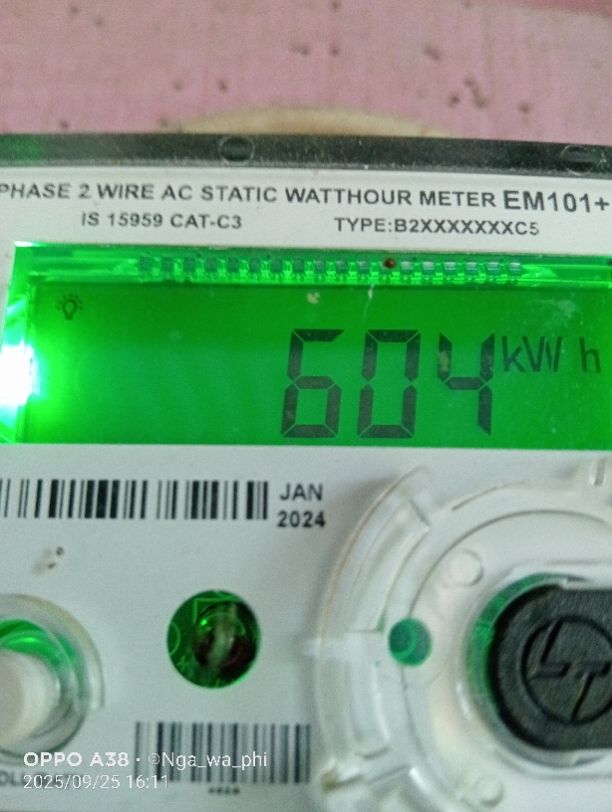 PHASE 2 WIRE AC STATIC WATTHOUR METER EM101+
IS 15959 CAT-C3 TYPE:B2XXXXXXXC5
604 kWh
JAN
2024
LT
OPPO A38 · ©Nga_wa_phi
2025/09/25 16:11